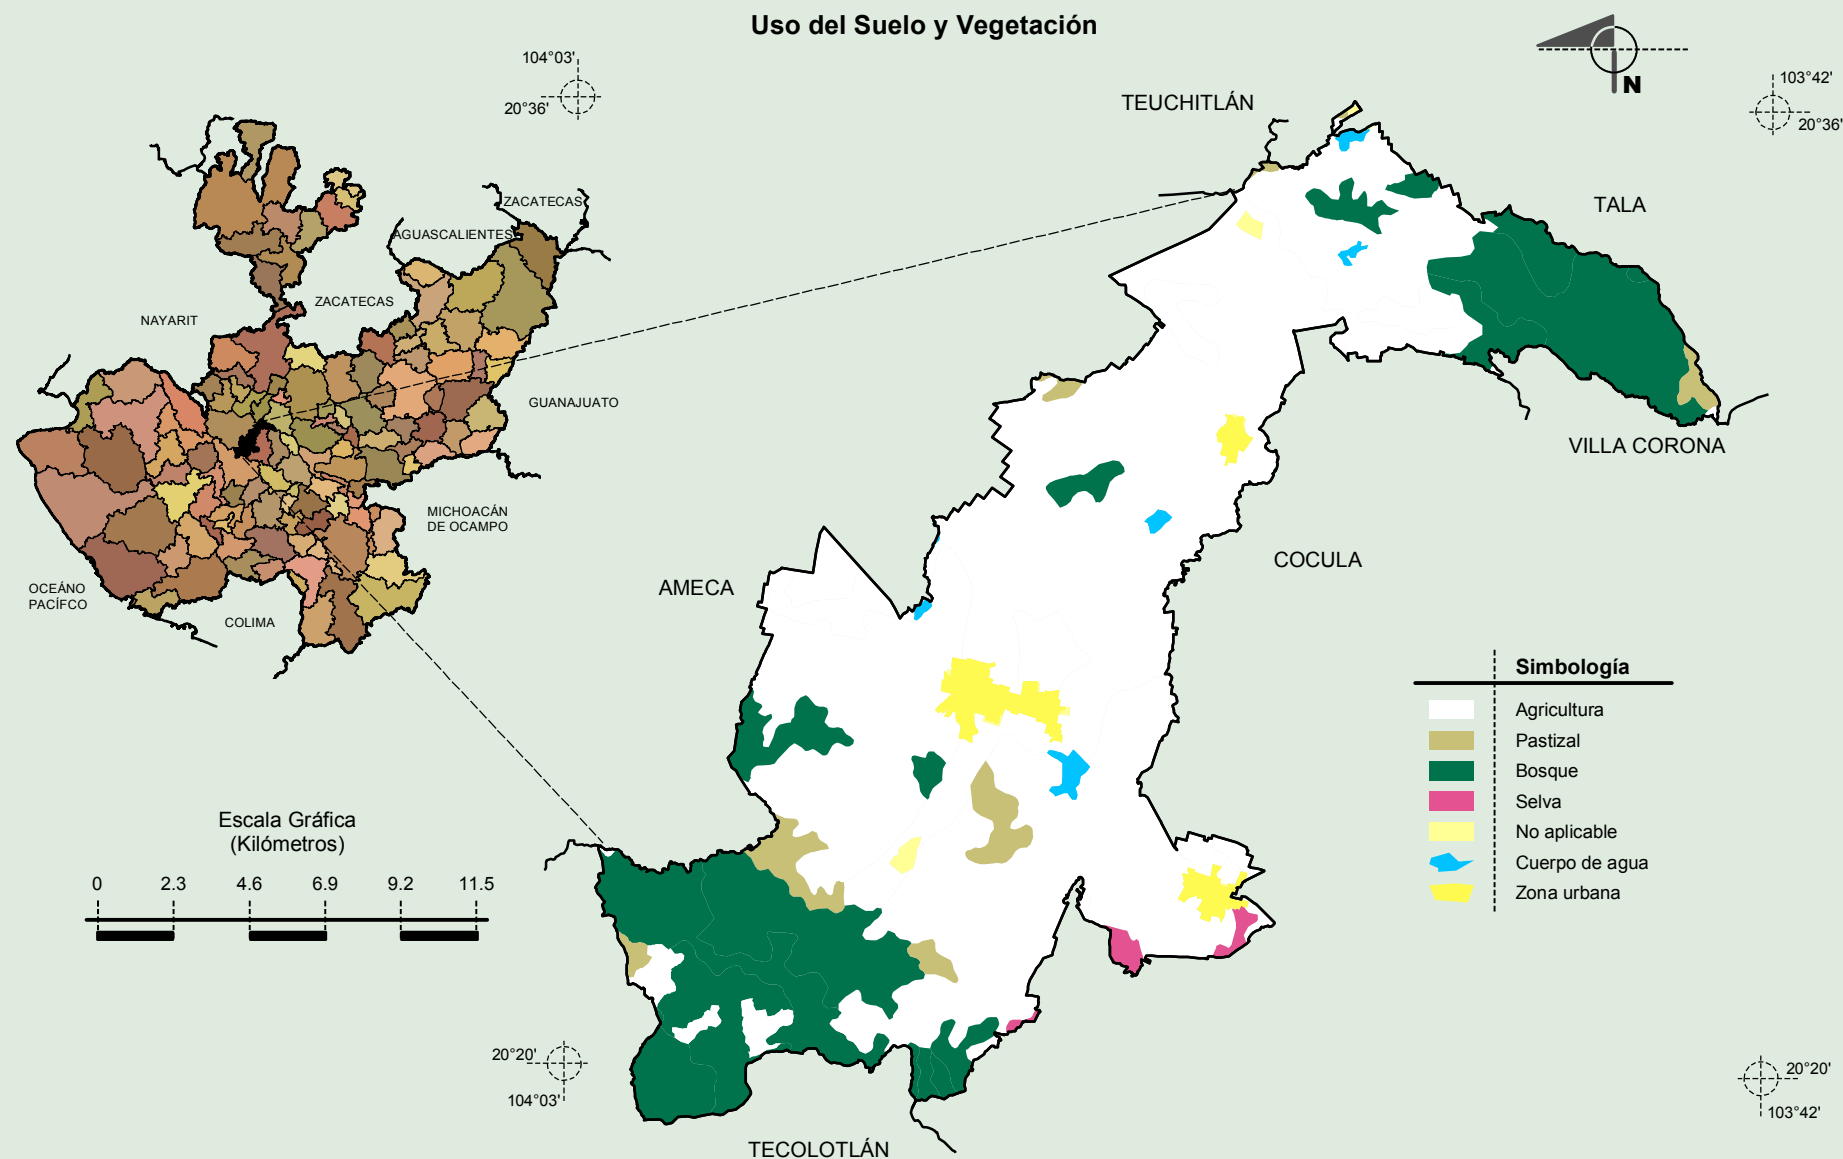 Uso del Suelo y Vegetación
104°03'
20°36'
N
103°42'
20°36'
TEUCHITLÁN
TALA
ZACATECAS
AGUASCALIENTES
ZACATECAS
NAYARIT
GUANAJUATO
VILLA CORONA
MICHOACÁN
DE OCAMPO
COCULA
AMECA
OCEÁNO
PACÍFCO
COLIMA
Simbología
Agricultura
Pastizal
Bosque
Selva
No aplicable
Cuerpo de agua
Zona urbana
Escala Gráfica
(Kilómetros)
0 2.3 4.6 6.9 9.2 11.5
20°20'
104°03'
20°20'
103°42'
TECOLOTLÁN